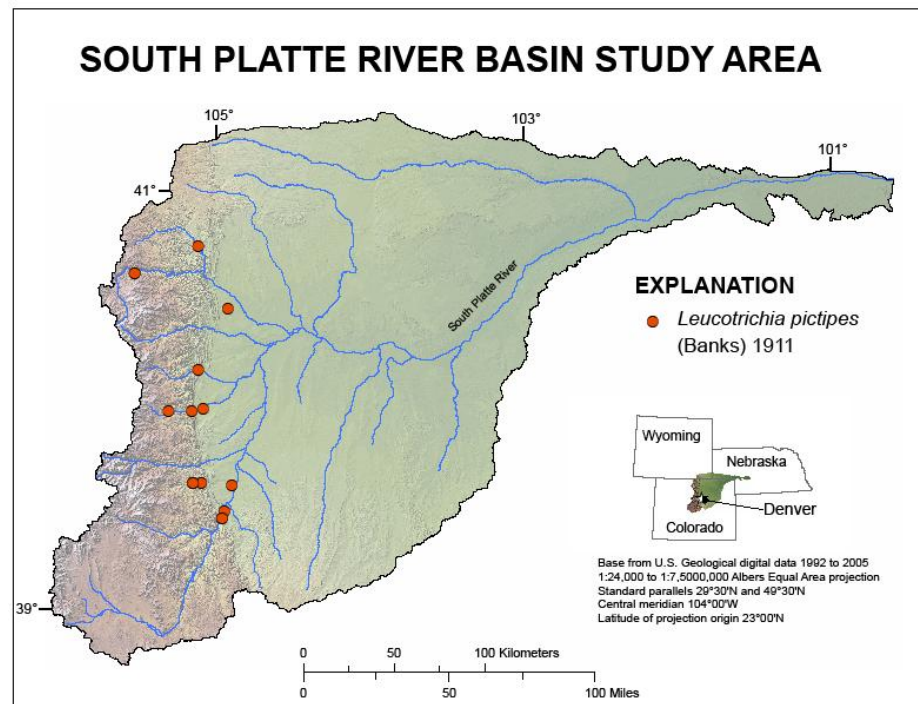 SOUTH PLATTE RIVER BASIN STUDY AREA
105°
103°
101°
41°
South Platte River
EXPLANATION
Leucotrichia pictipes
(Banks) 1911
Wyoming
Nebraska
Denver
Colorado
Base from U.S. Geological digital data 1992 to 2005
1:24,000 to 1:7,5000,000 Albers Equal Area projection
Standard parallels 29°30'N and 49°30'N
Central meridian 104°00'W
Latitude of projection origin 23°00'N
39°
0 50 100 Kilometers
0 50 100 Miles